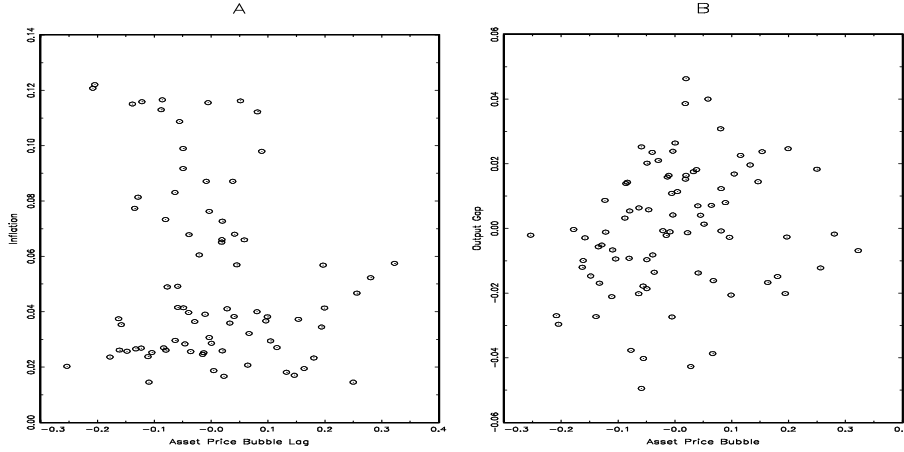 A
0.14
0.12
0.10
0.08
0.06
0.04
0.02
0.00
Inflation
-0.3 -0.2 -0.1 -0.0 0.1 0.2 0.3 0.4
Asset Price Bubble Lag
B
0.06
0.04
0.02
0.00
-0.02
-0.04
-0.06
Output Gap
-0.3 -0.2 -0.1 -0.0 0.1 0.2 0.3 0.
Asset Price Bubble